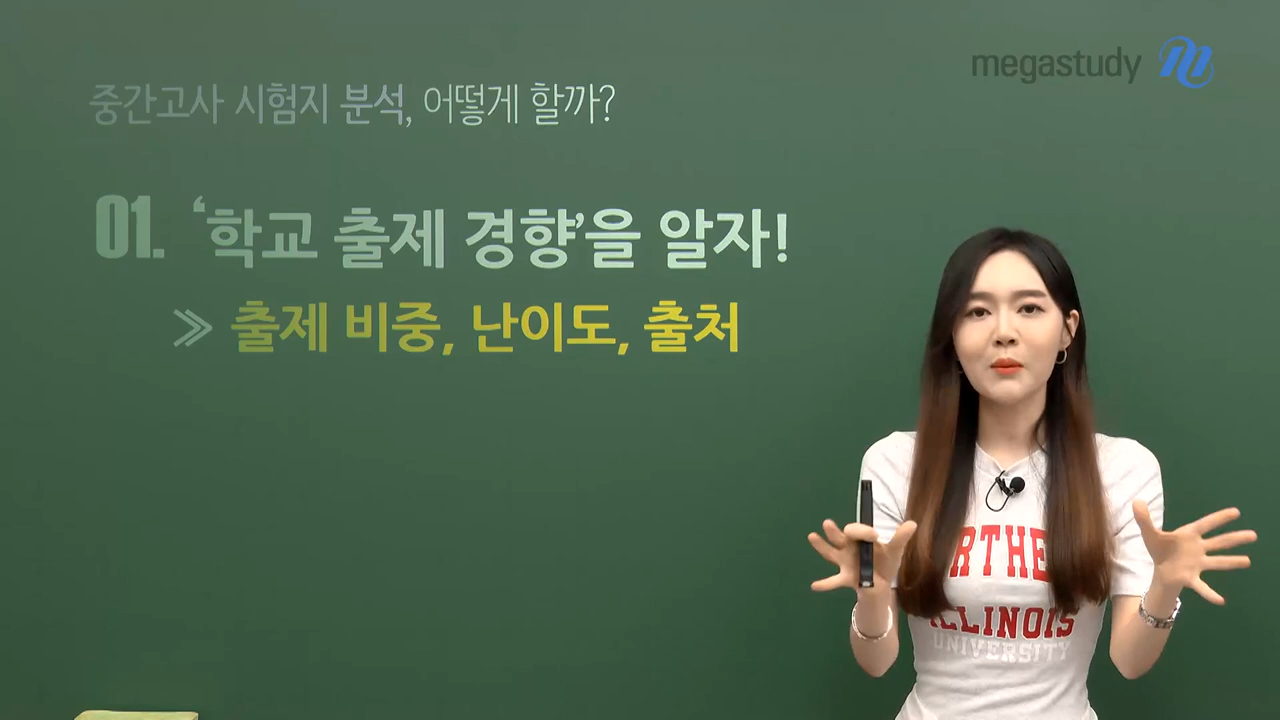 megastudy
중간고사 시험지 분석, 어떻게 할까?
01. ‘학교 출제 경향’을 알자!
≫ 출제 비중, 난이도, 출처
RTHE
ILLINOIS
UNIVERSITY